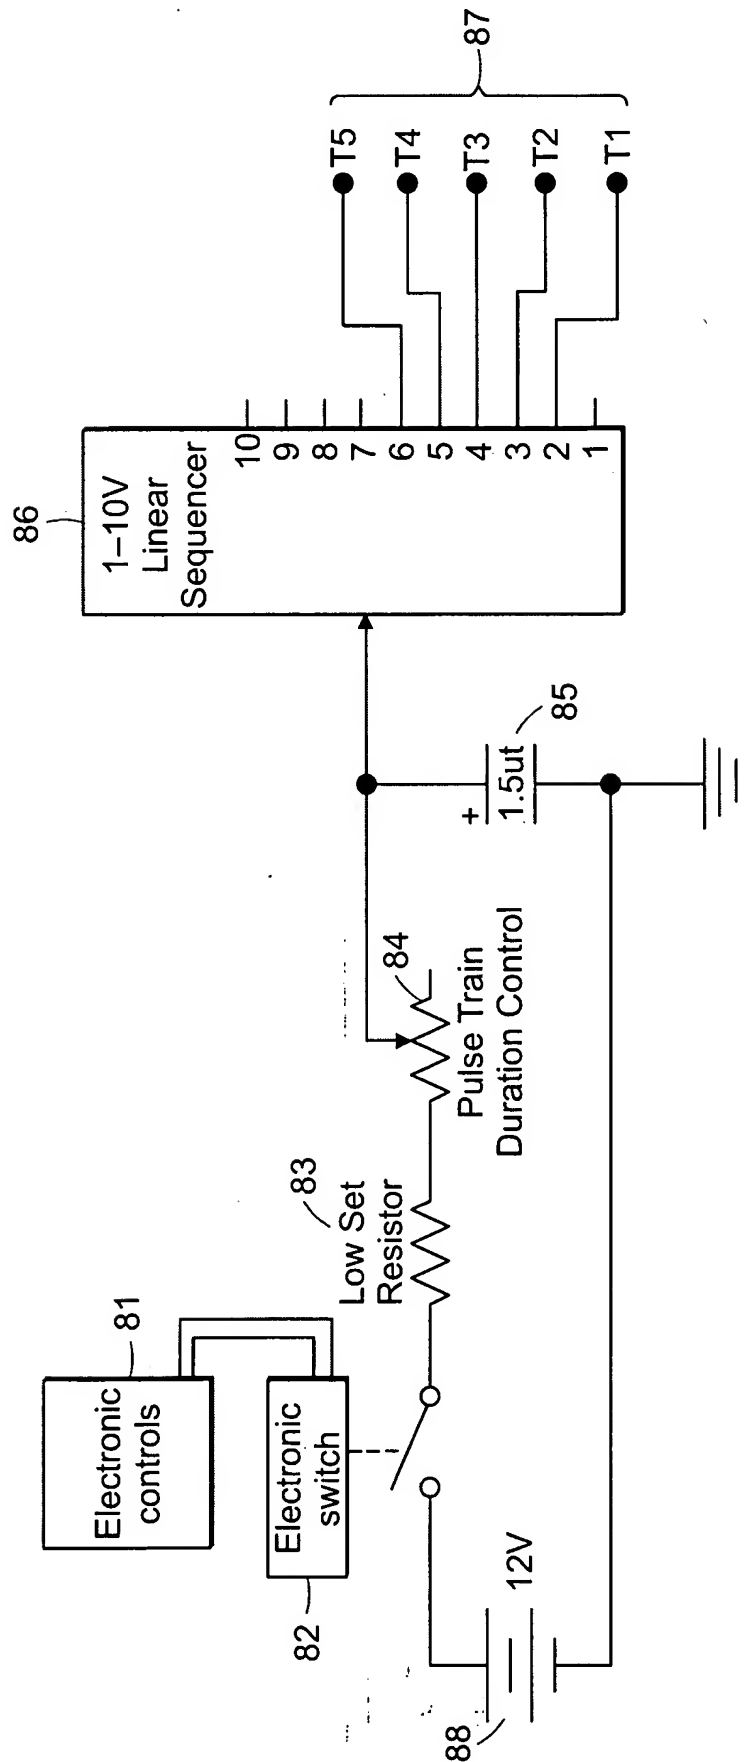 81
Electronic
controls
Electronic
switch
82
83
Low Set
Resistor
84
Pulse Train
Duration Control
88
12V
+
1.5ut
85
86
1–10V
Linear
Sequencer
10
9
8
7
6
5
4
3
2
1
T5
T4
T3
T2
T1
87